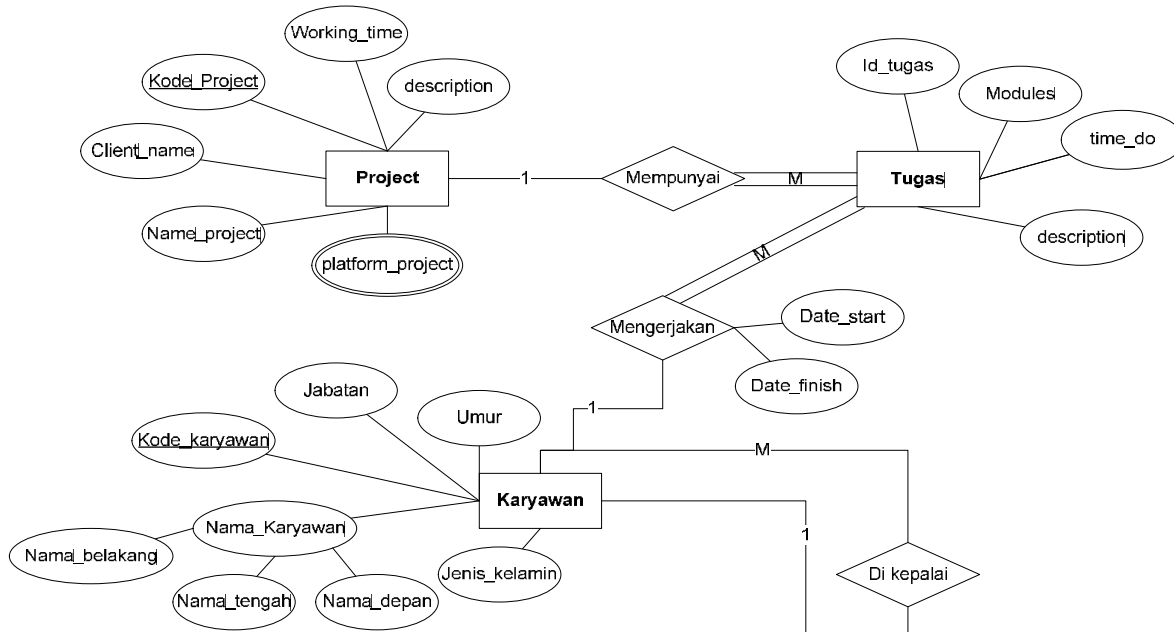 Working_time
Kode_Project
description
Client_name
Project
Name_project
platform_project
1
Mempunyai
M
Id_tugas
Modules
time_do
Tugas
description
M
Mengerjakan
Date_start
Date_finish
1
Jabatan
Umur
Kode_karyawan
M
Karyawan
Nama_Karyawan
Nama_belakang
Nama_tengah
Nama_depan
Jenis_kelamin
1
Di kepalai